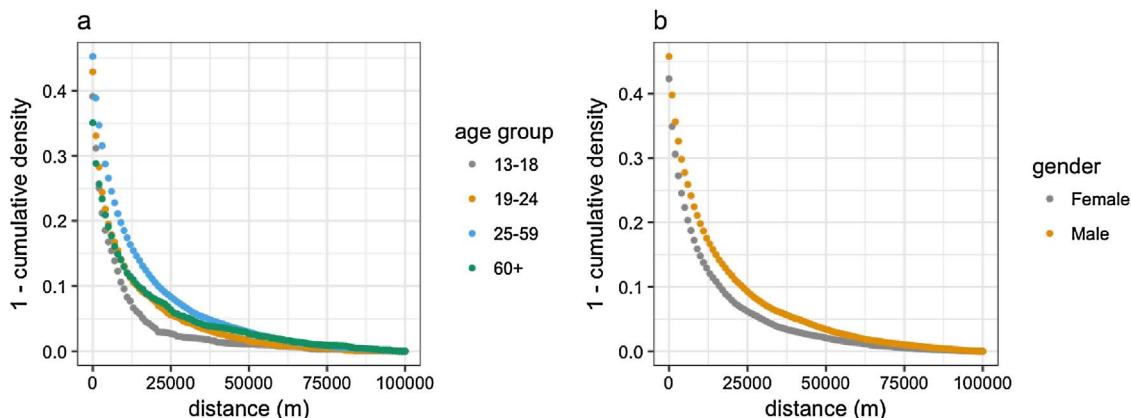 a
1 - cumulative density
0.4
0.3
0.2
0.1
0.0
0 25000 50000 75000 100000
distance (m)
age group
13-18
19-24
25-59
60+
b
1 - cumulative density
0.4
0.3
0.2
0.1
0.0
0 25000 50000 75000 100000
distance (m)
gender
Female
Male